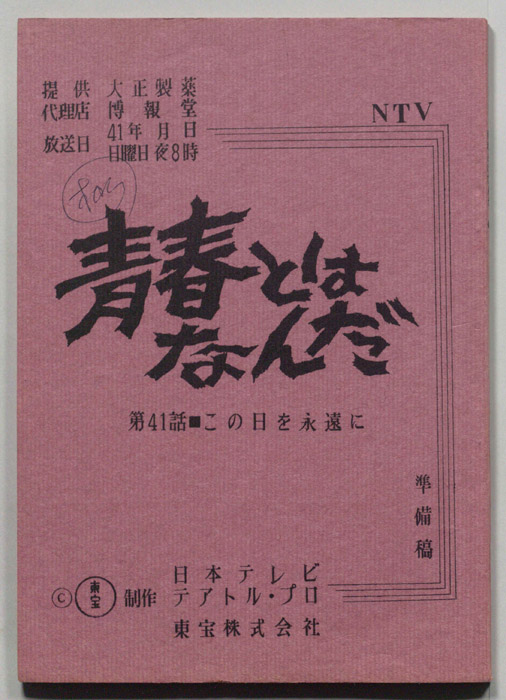 提供 大正製薬
代理店 博報堂
放送日 41年 月 日
日曜日 夜8時
NTV
青春とは
なんだ
第41話■この日を永遠に
準備稿
日本テレビ
© 東宝 制作 テアトル・プロ
東宝株式会社